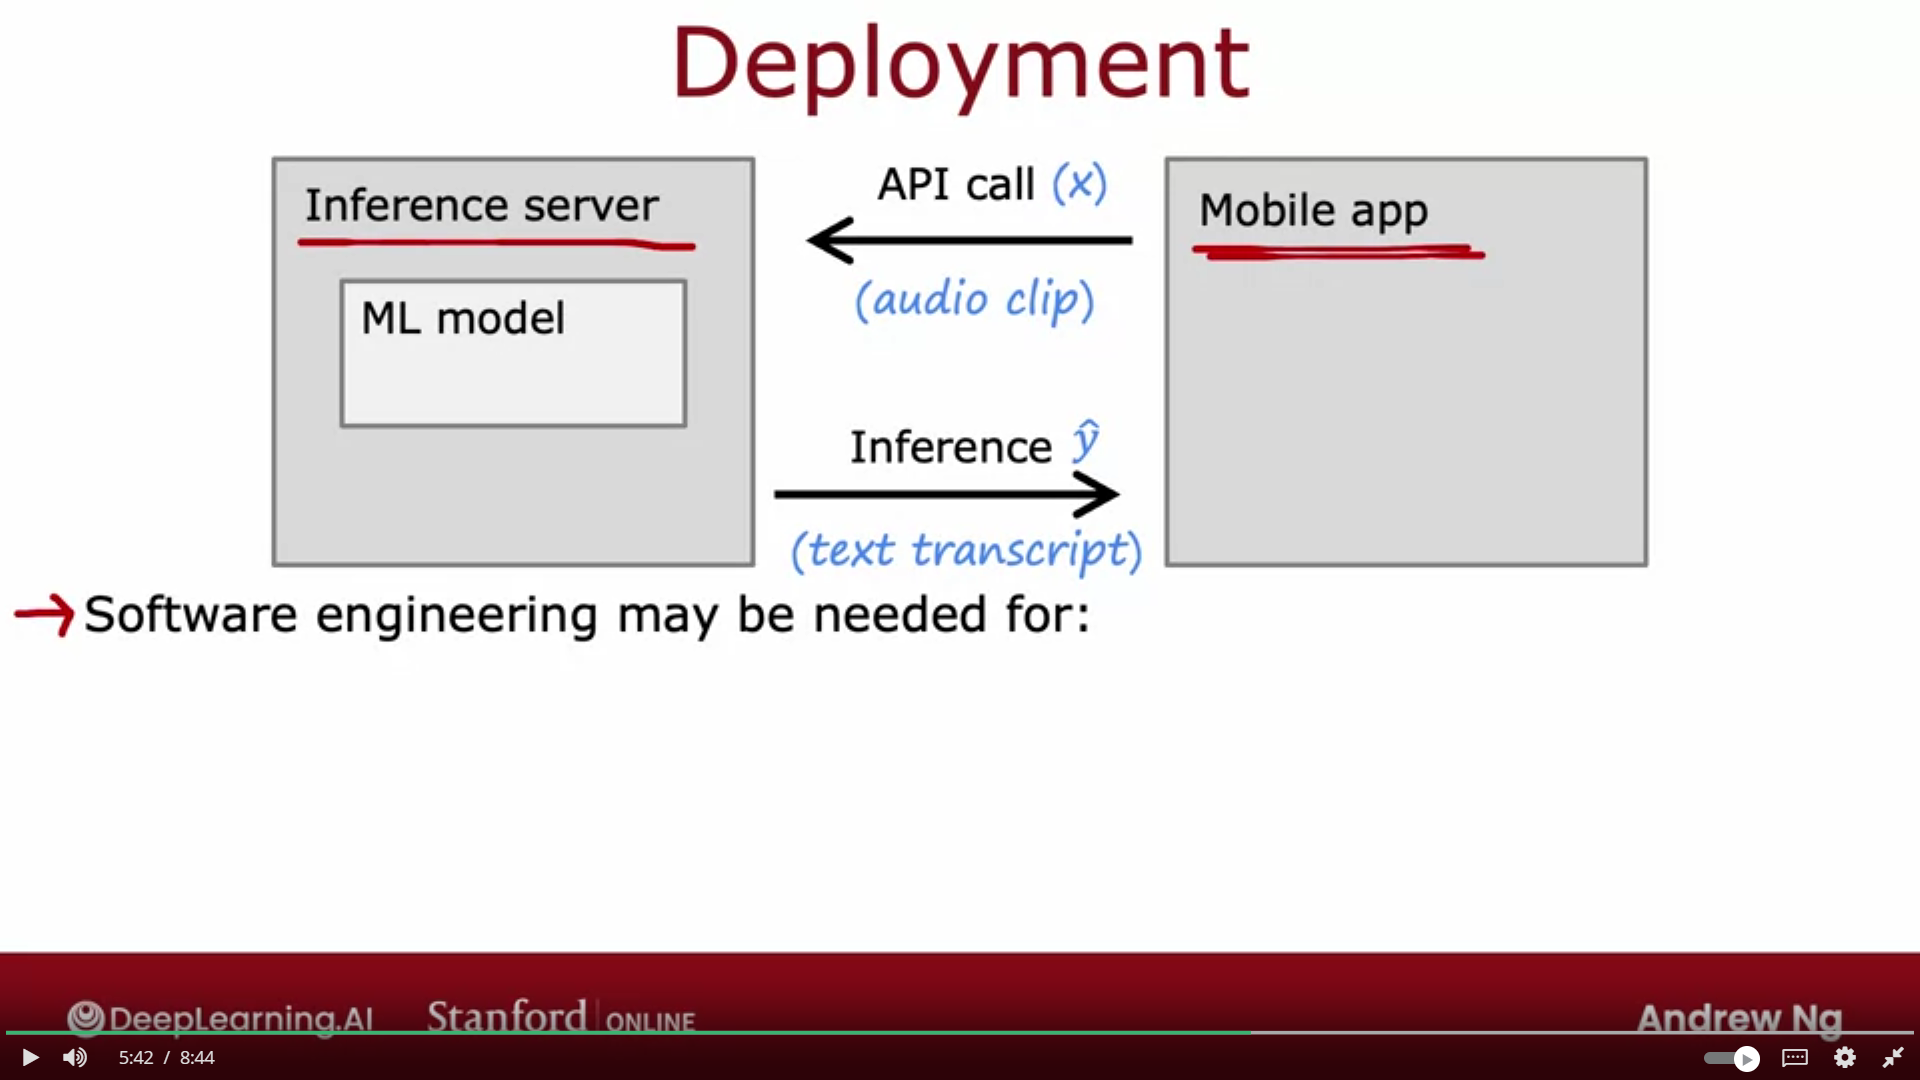 Deployment
Inference server
ML model
API call (x)
(audio clip)
Inference ŷ
(text transcript)
Mobile app
Software engineering may be needed for:
DeepLearning.AI
Stanford | ONLINE
Andrew Ng
5:42 / 8:44